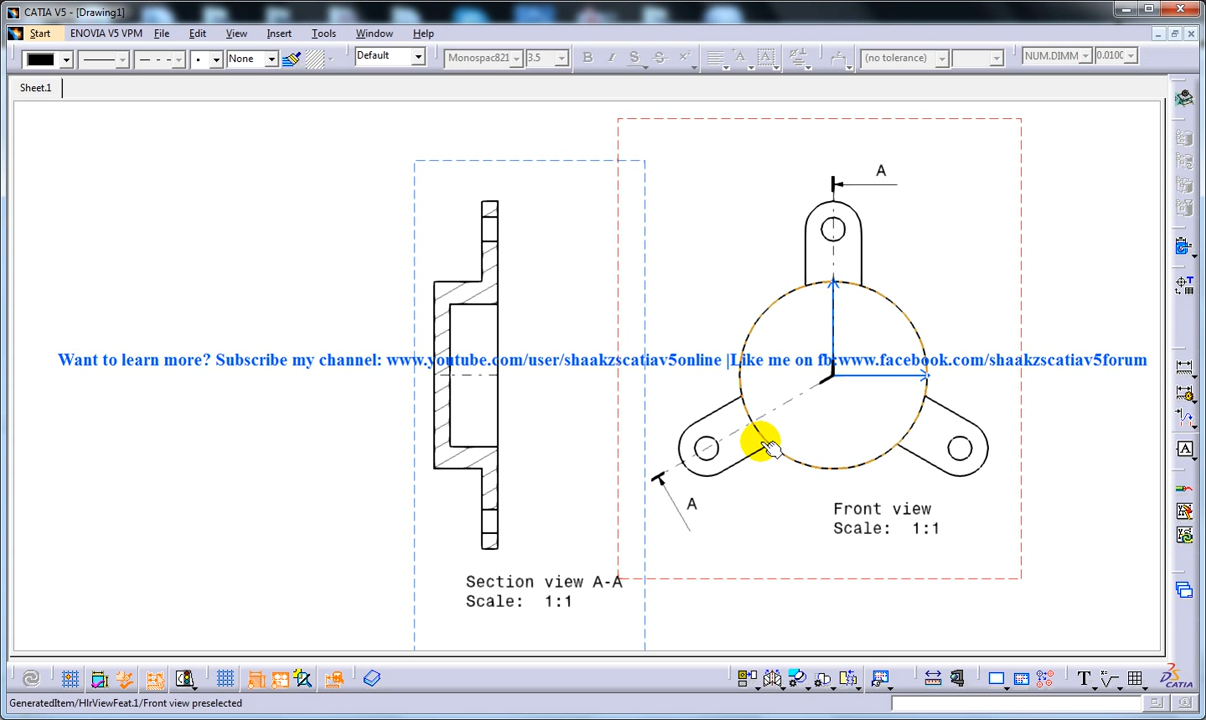 CATIA V5 - [Drawing1]
Start ENOVIA V5 VPM File Edit View Insert Tools Window Help
None Default Monospac821 3.5 B I S S (no tolerance) NUM.DIMM 0.0100
Sheet.1
A
Want to learn more? Subscribe my channel: www.youtube.com/user/shaakzscatiav5online |Like me on fb:www.facebook.com/shaakzscatiav5forum
A
Front view
Scale: 1:1
Section view A-A
Scale: 1:1
CATIA
GeneratedItem/HlrViewFeat.1/Front view preselected